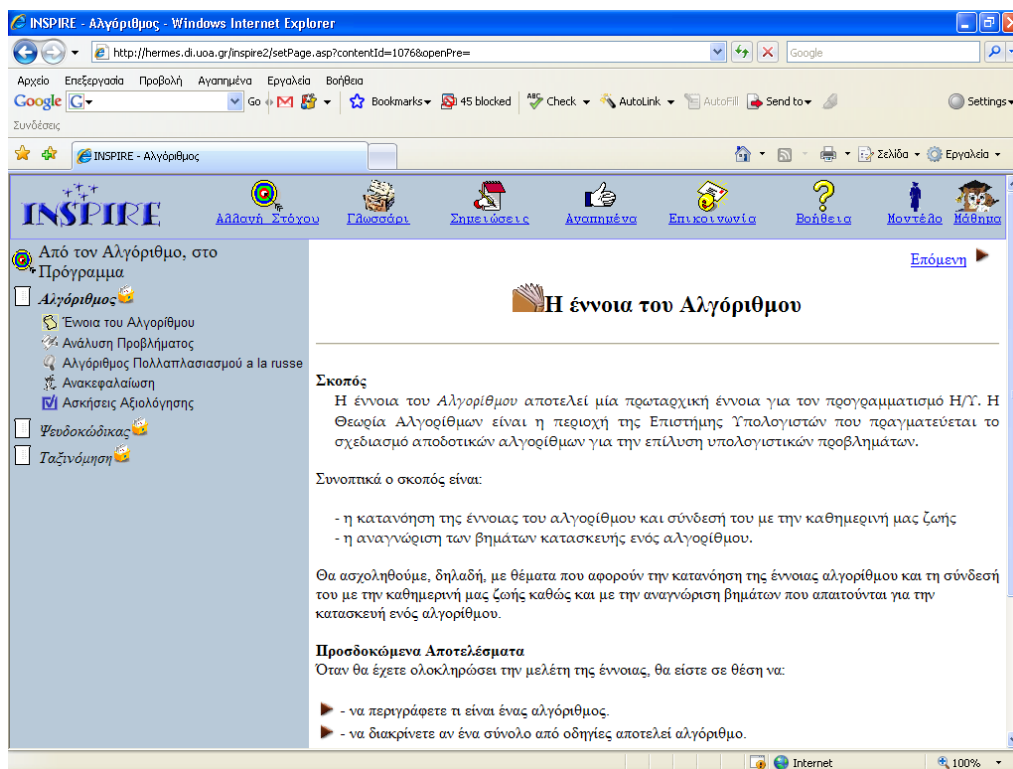 INSPIRE - Αλγόριθμος - Windows Internet Explorer
http://hermes.di.uoa.gr/inspire2/setPage.asp?contentId=1076&openPre=
Google
Αρχείο Επεξεργασία Προβολή Αγαπημένα Εργαλεία Βοήθεια
Google G Go Bookmarks 45 blocked ABC Check AutoLink AutoFill Send to Settings
Συνδέσεις
INSPIRE - Αλγόριθμος Σελίδα Εργαλεία
INSPIRE Αλλαγή Στόχου Γλωσσάρι Σημειώσεις Αγαπημένα Επικοινωνία Βοήθεια Μοντέλο Μάθημα
Από τον Αλγόριθμο, στο
Πρόγραμμα
Αλγόριθμος
Έννοια του Αλγορίθμου
Ανάλυση Προβλήματος
Αλγόριθμος Πολλαπλασιασμού a la russe
Ανακεφαλαίωση
Ασκήσεις Αξιολόγησης
Ψευδοκώδικας
Ταξινόμηση
Επόμενη
Η έννοια του Αλγόριθμου
Σκοπός
Η έννοια του Αλγορίθμου αποτελεί μία πρωταρχική έννοια για τον προγραμματισμό Η/Υ. Η
Θεωρία Αλγορίθμων είναι η περιοχή της Επιστήμης Υπολογιστών που πραγματεύεται το
σχεδιασμό αποδοτικών αλγορίθμων για την επίλυση υπολογιστικών προβλημάτων.
Συνοπτικά ο σκοπός είναι:
- η κατανόηση της έννοιας του αλγορίθμου και σύνδεσή του με την καθημερινή μας ζωής
- η αναγνώριση των βημάτων κατασκευής ενός αλγορίθμου.
Θα ασχοληθούμε, δηλαδή, με θέματα που αφορούν την κατανόηση της έννοιας αλγορίθμου και τη σύνδεσή
του με την καθημερινή μας ζωής καθώς και με την αναγνώριση βημάτων που απαιτούνται για την
κατασκευή ενός αλγορίθμου.
Προσδοκώμενα Αποτελέσματα
Όταν θα έχετε ολοκληρώσει την μελέτη της έννοιας, θα είστε σε θέση να:
- να περιγράφετε τι είναι ένας αλγόριθμος.
- να διακρίνετε αν ένα σύνολο από οδηγίες αποτελεί αλγόριθμο.
Internet 100%